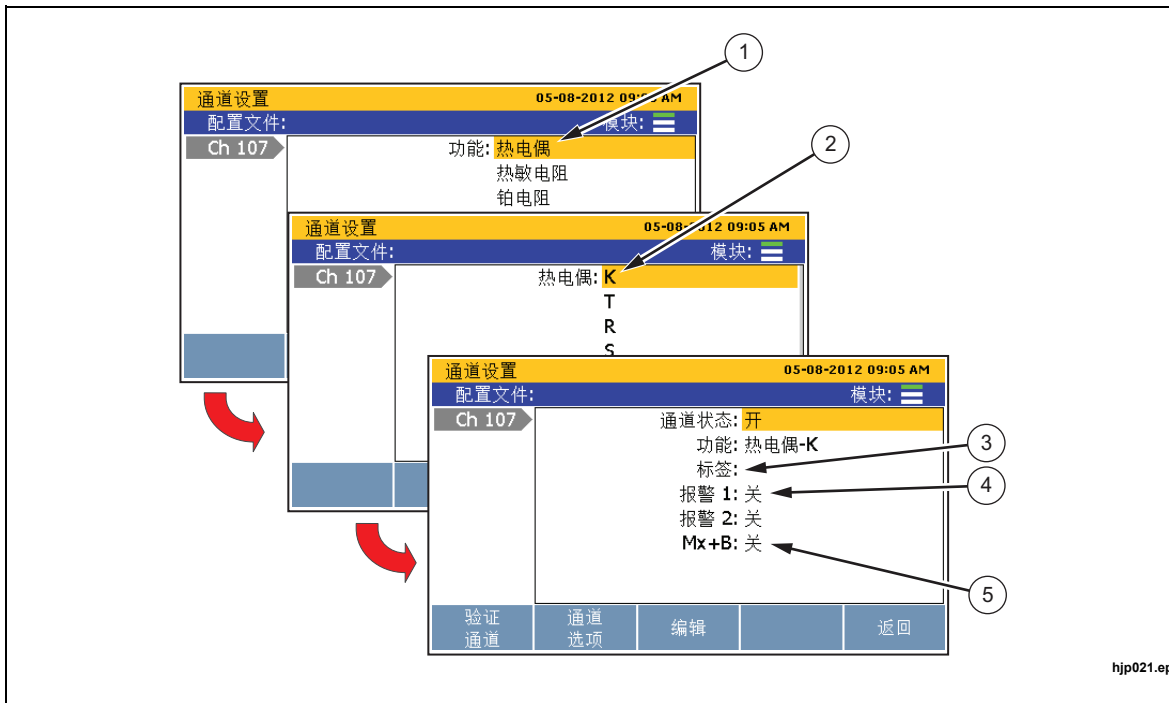 1
通道设置 05-08-2012 09:05 AM
配置文件: 模块:
Ch 107 功能: 热电偶
热敏电阻
铂电阻
2
通道设置 05-08-2012 09:05 AM
配置文件: 模块:
Ch 107 热电偶: K
T
R
S
通道设置 05-08-2012 09:05 AM
配置文件: 模块:
Ch 107 通道状态: 开
功能: 热电偶-K
标签:
3
报警 1: 关
4
报警 2: 关
Mx+B: 关
5
验证通道 通道选项 编辑 返回
hjp021.ep